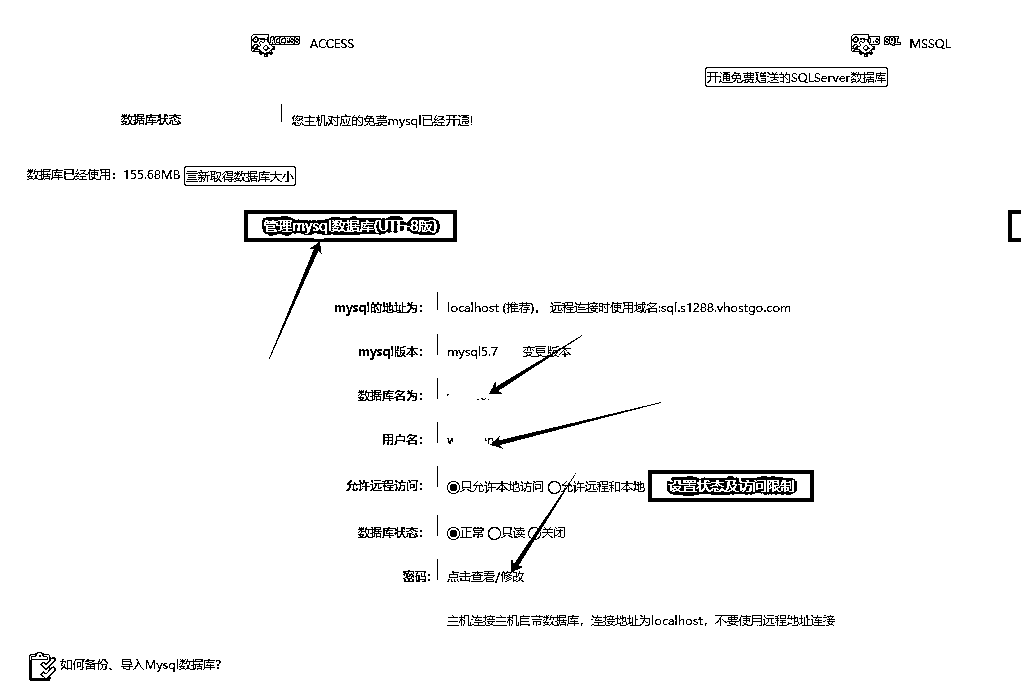 ACCESS MSSQL
开通免费赠送的SQLServer数据库
数据库状态 您主机对应的免费mysql已经开通!
数据库已经使用：155.68MB 重新取得数据库大小
管理mysql数据库(UTF-8版)
mysql的地址为： localhost (推荐)， 远程连接时使用域名:sql.s1288.vhostgo.com
mysql版本： mysql5.7 变更版本
数据库名为：
用户名：
允许远程访问： 只允许本地访问 允许远程和本地 设置状态及访问限制
数据库状态： 正常 只读 关闭
密码: 点击查看/修改
主机连接主机自带数据库，连接地址为localhost，不要使用远程地址连接
如何备份、导入Mysql数据库?